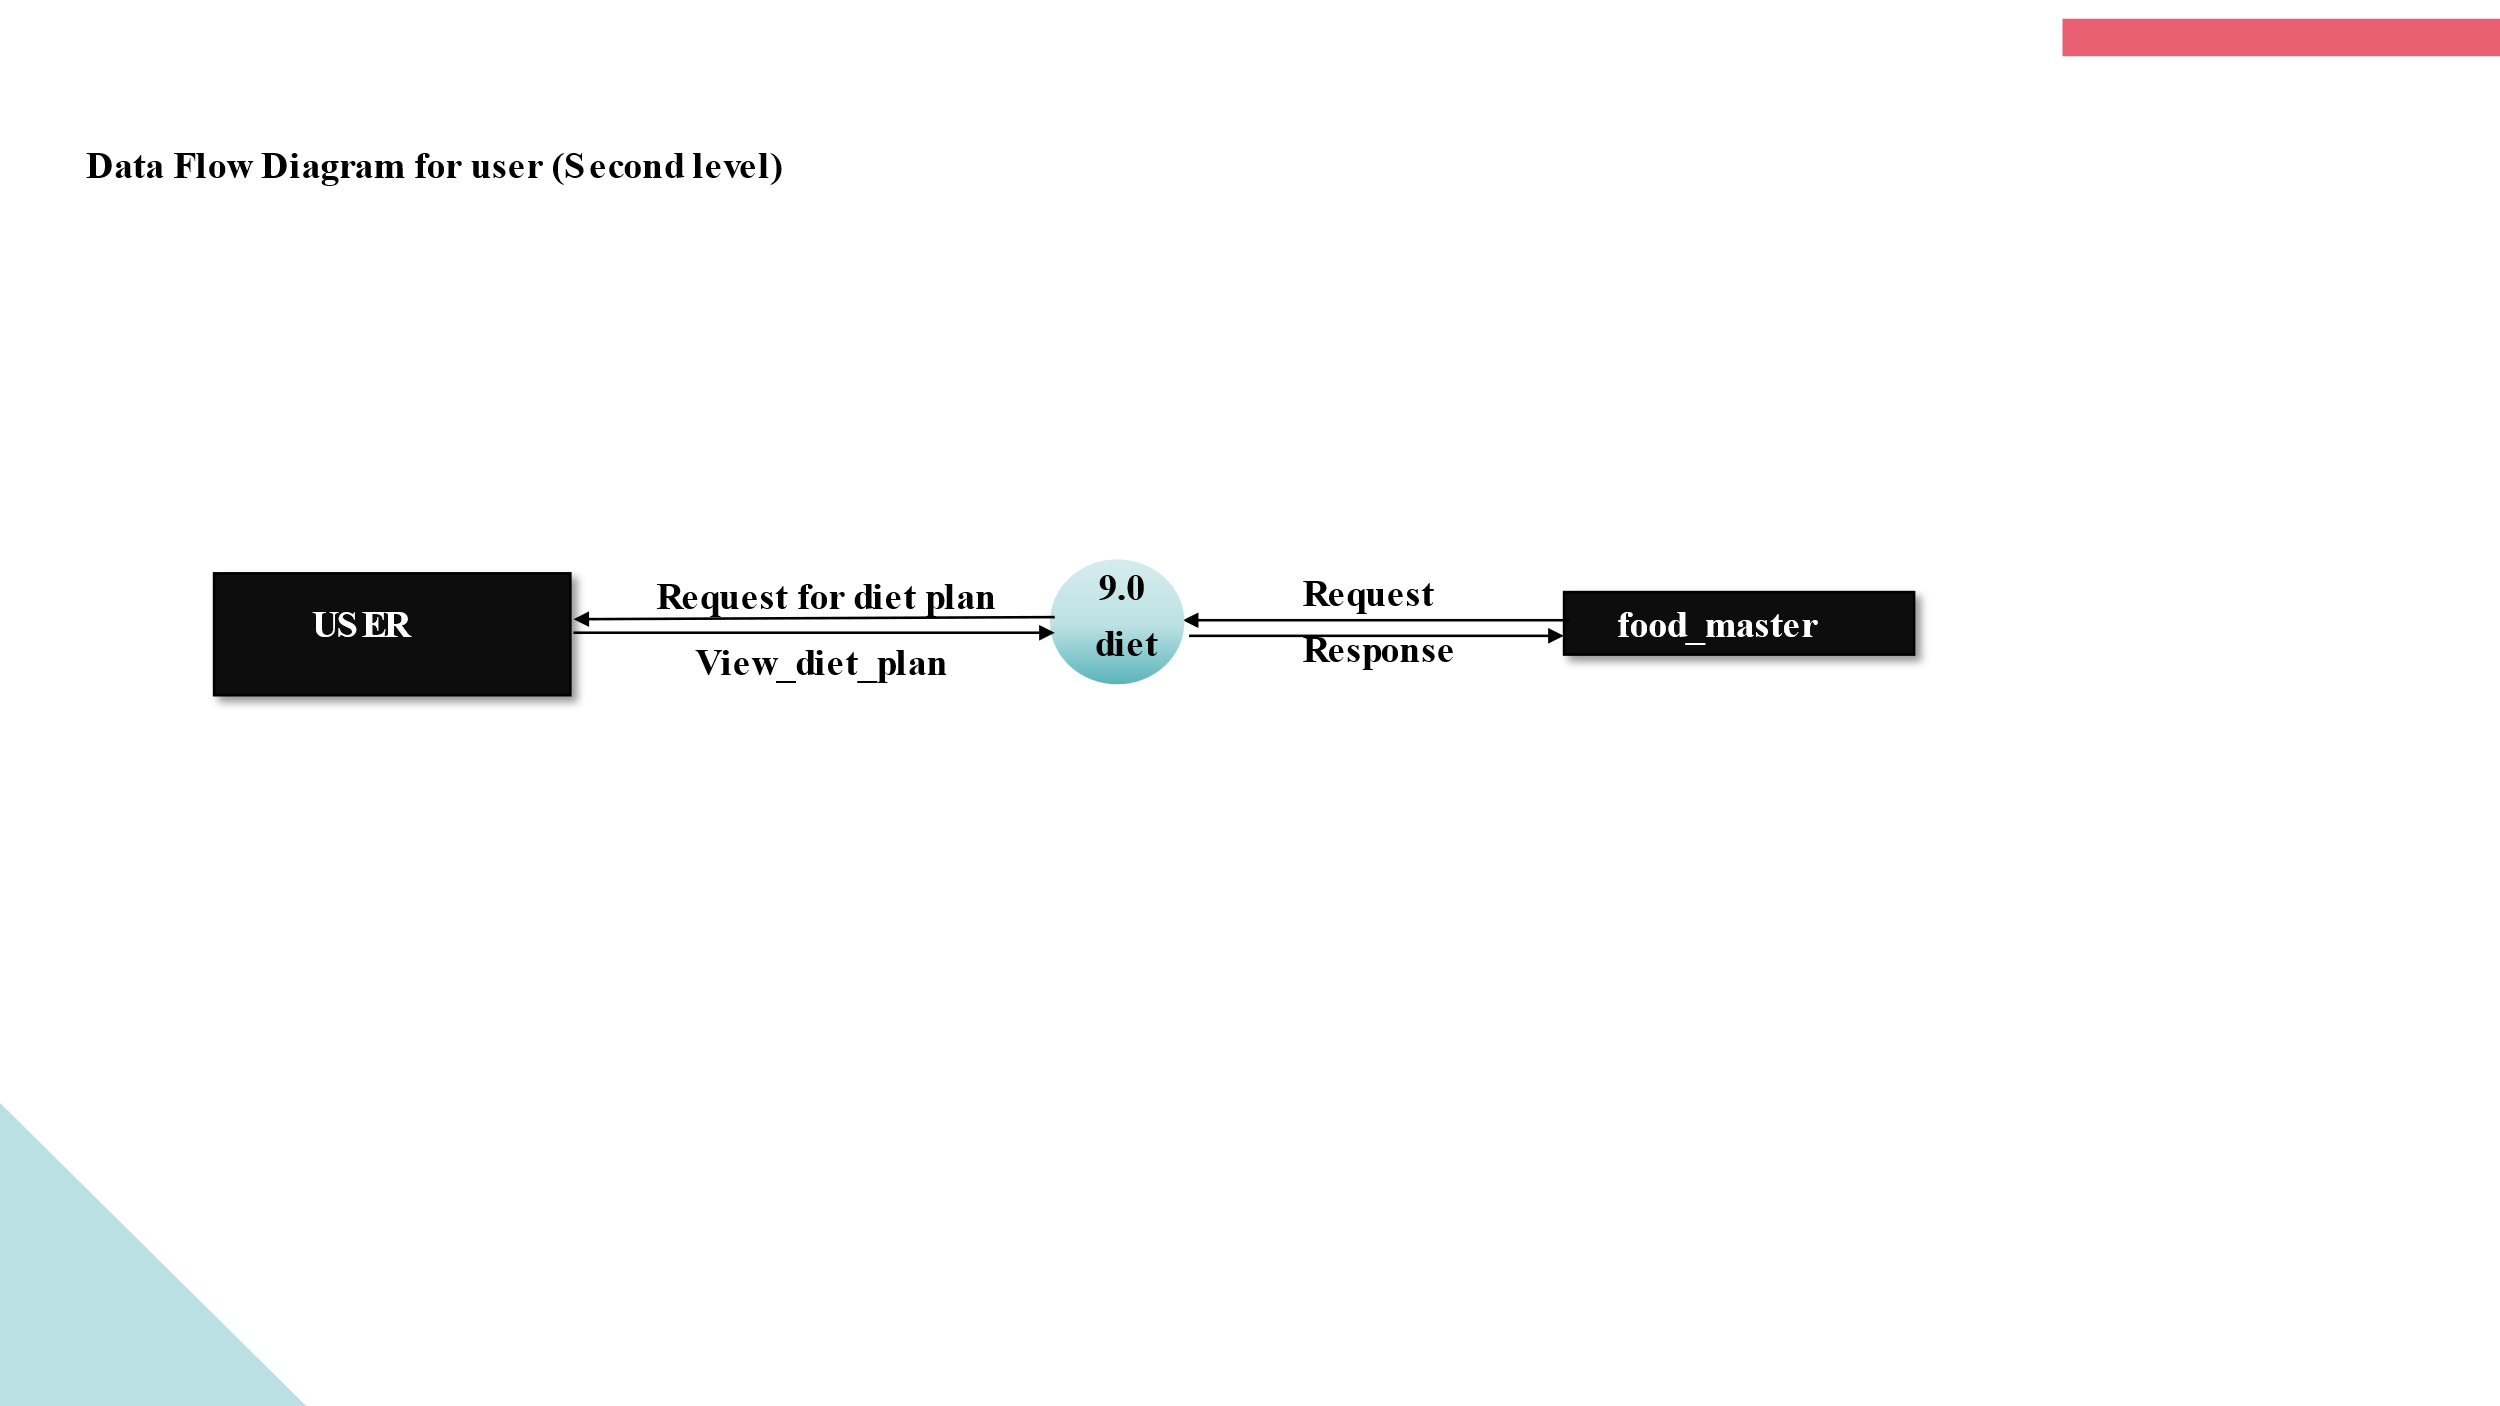 Data Flow Diagram for user (Second level)
USER
Request for diet plan
View_diet_plan
9.0
diet
Request
Response
food_master